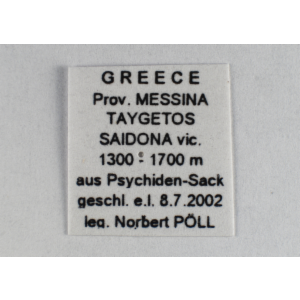 GREECE
Prov. MESSINA
TAYGETOS
SAIDONA vic.
1300 - 1700 m
aus Psychiden-Sack
geschl. e.l. 8.7.2002
leg. Norbert PÖLL